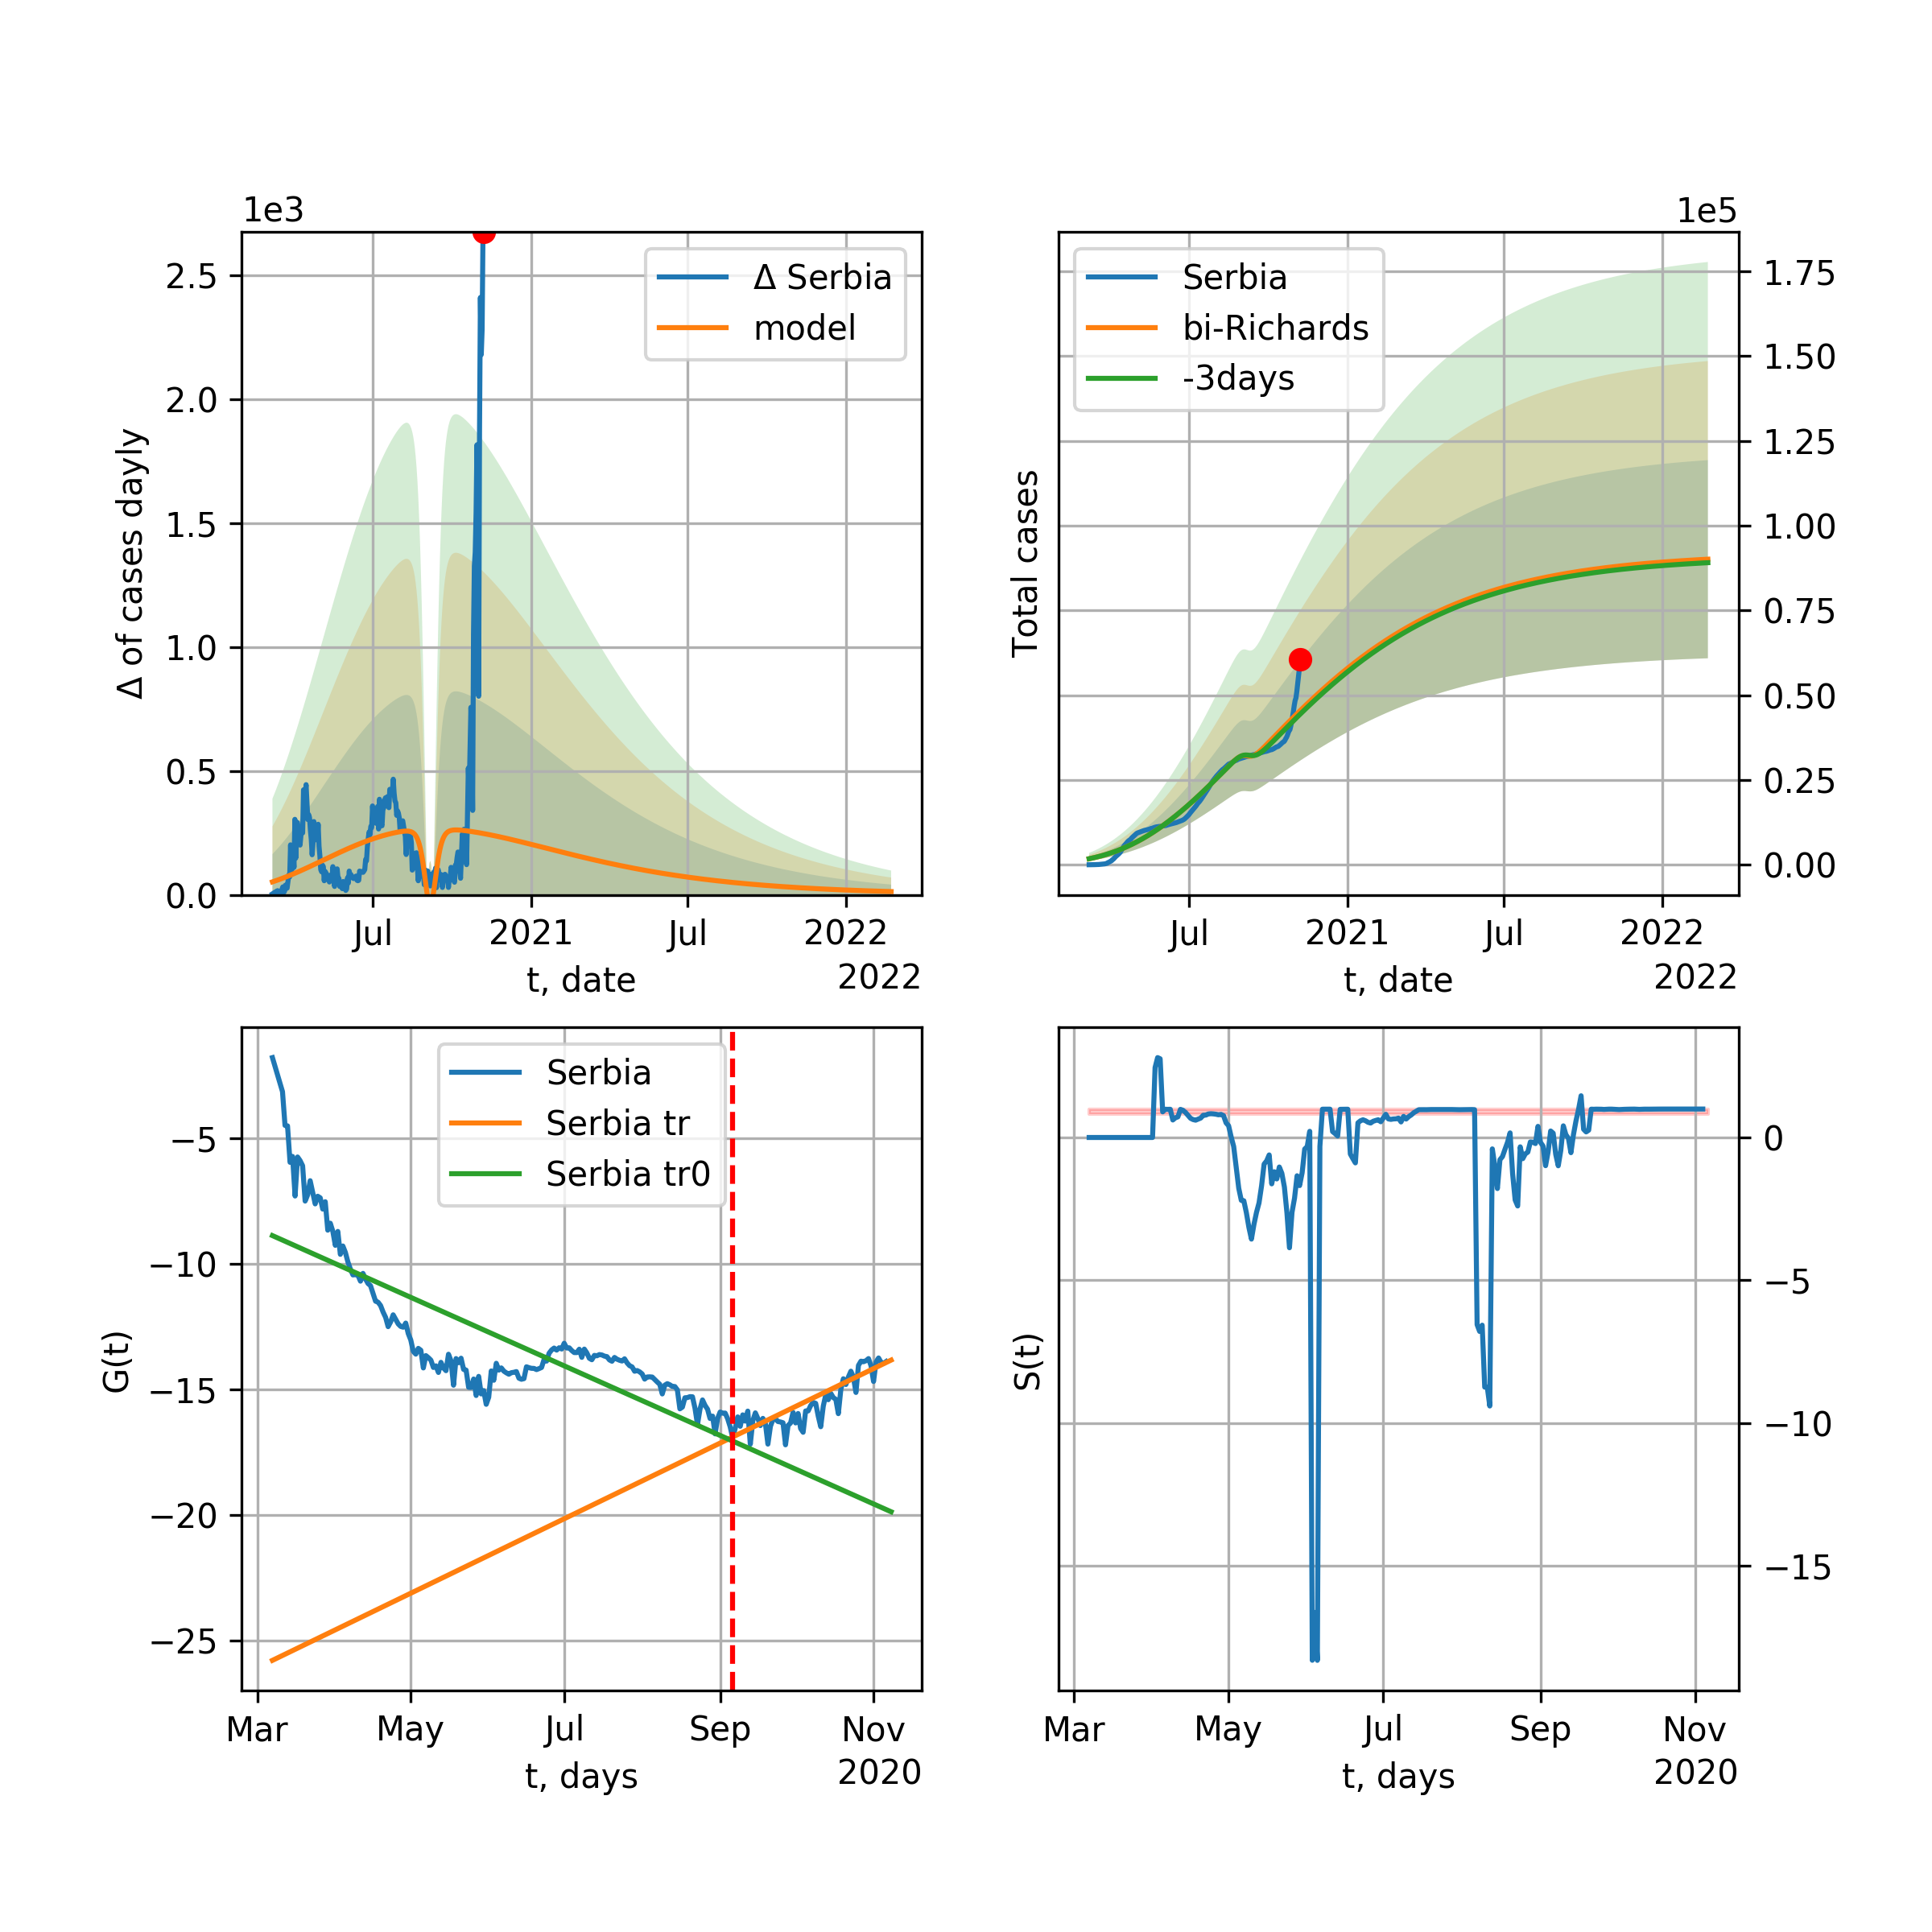 1e3
2.5
2.0
1.5
1.0
0.5
0.0
Δ of cases dayly
Δ Serbia
model
Jul
2021
Jul
2022
t, date
2022
1e5
1.75
1.50
1.25
1.00
0.75
0.50
0.25
0.00
Total cases
Serbia
bi-Richards
-3days
Jul
2021
Jul
2022
t, date
2022
−5
−10
−15
−20
−25
G(t)
Serbia
Serbia tr
Serbia tr0
Mar
May
Jul
Sep
Nov
t, days
2020
0
−5
−10
−15
S(t)
Mar
May
Jul
Sep
Nov
t, days
2020